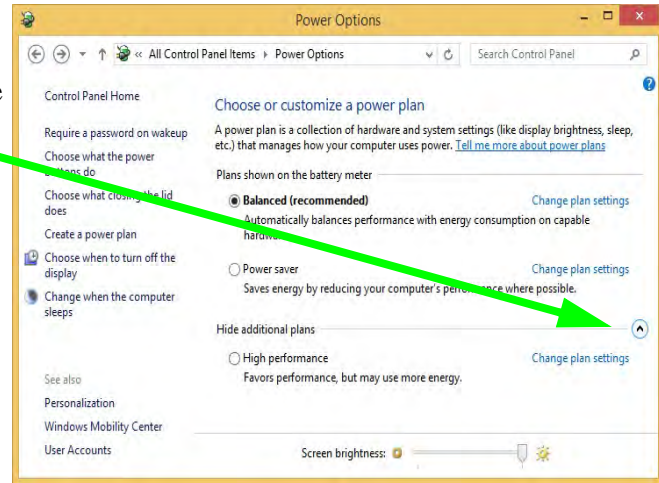 Power Options
« All Control Panel Items Power Options
Search Control Panel
Control Panel Home
Require a password on wakeup
Choose what the power
do
Choose what closing the lid
does
Create a power plan
Choose when to turn off the
display
Change when the computer
sleeps
See also
Personalization
Windows Mobility Center
User Accounts
Choose or customize a power plan
A power plan is a collection of hardware and system settings (like display brightness, sleep,
etc.) that manages how your computer uses power. Tell me more about power plans
Plans shown on the battery meter
Balanced (recommended) Change plan settings
Automatically balances performance with energy consumption on capable
Power saver Change plan settings
Saves energy by reducing your computer's performance where possible.
Hide additional plans
High performance Change plan settings
Favors performance, but may use more energy.
Screen brightness: